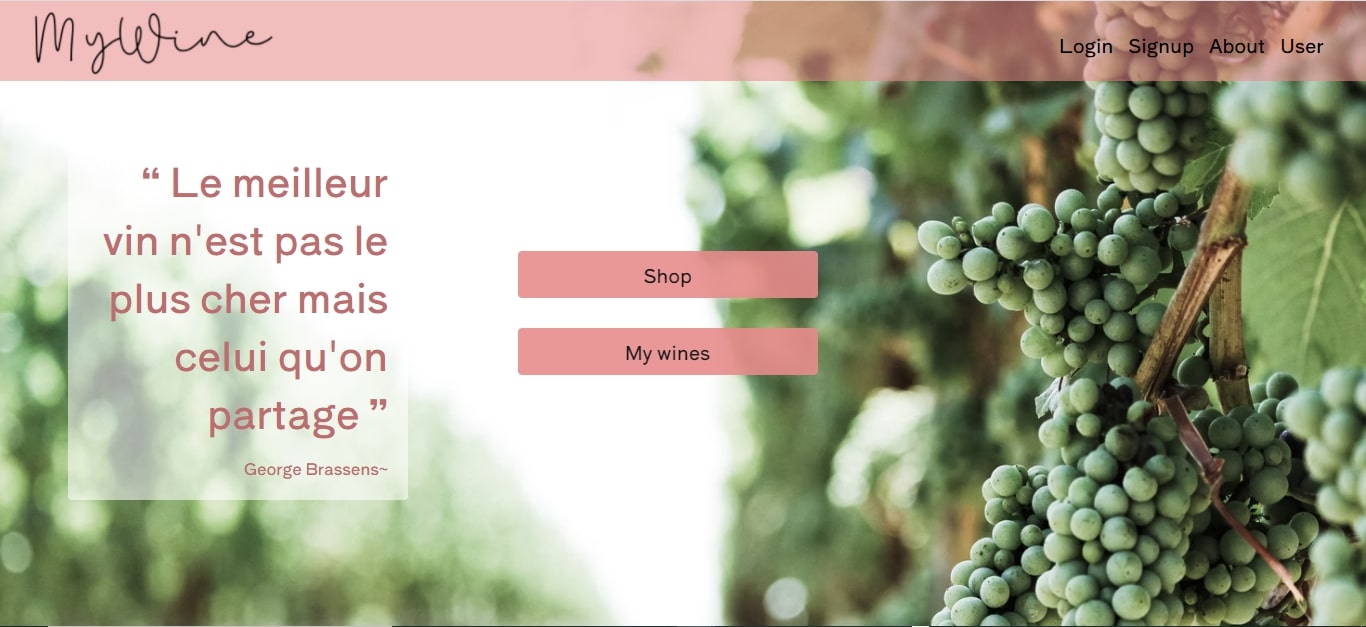 MyWine
Login Signup About User
“ Le meilleur
vin n'est pas le
plus cher mais
celui qu'on
partage ”
George Brassens~
Shop
My wines